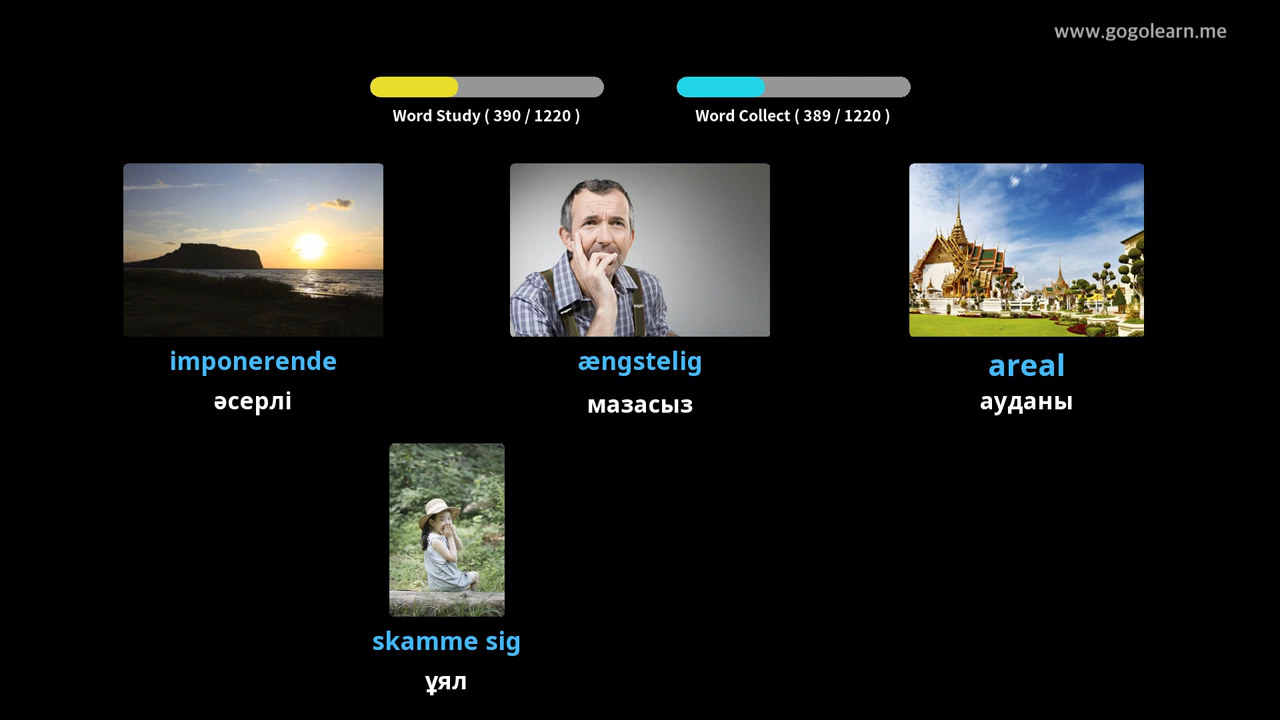 www.gogolearn.me
Word Study ( 390 / 1220 )
Word Collect ( 389 / 1220 )
imponerende
әсерлі
ængstelig
мазасыз
areal
ауданы
skamme sig
ұял